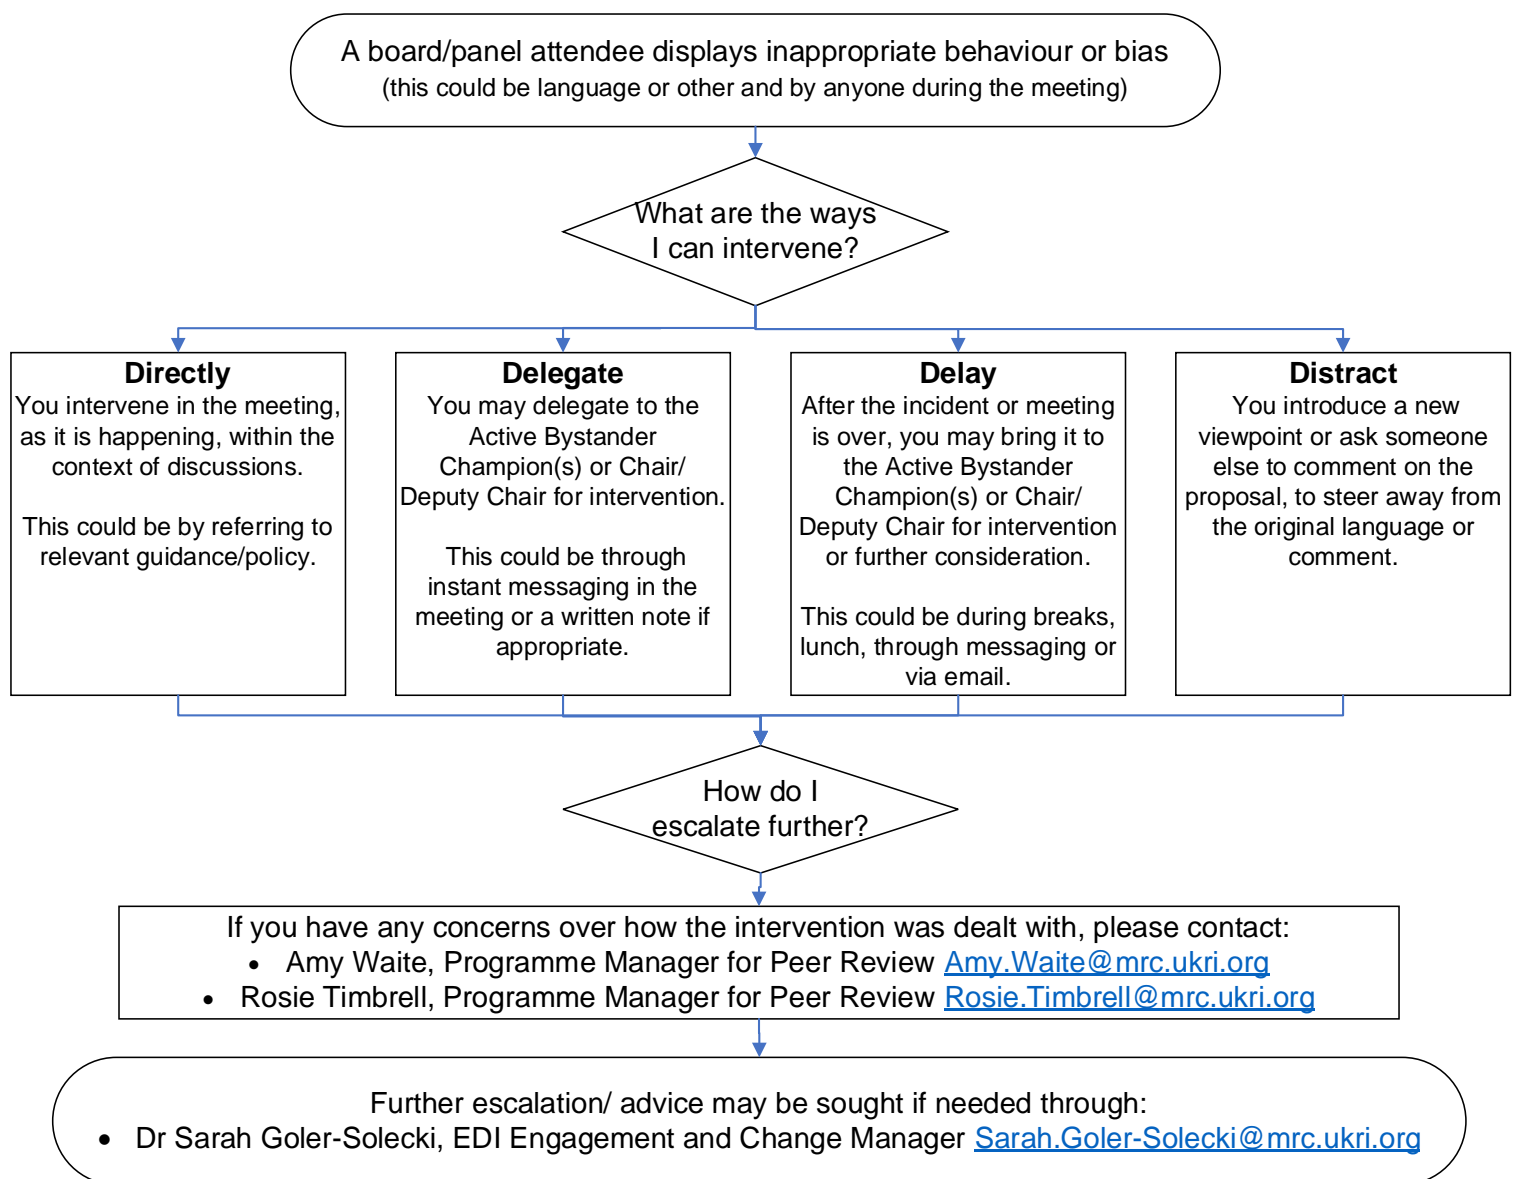 A board/panel attendee displays inappropriate behaviour or bias
(this could be language or other and by anyone during the meeting)
What are the ways
I can intervene?
Directly
You intervene in the meeting,
as it is happening, within the
context of discussions.
This could be by referring to
relevant guidance/policy.
Delegate
You may delegate to the
Active Bystander
Champion(s) or Chair/
Deputy Chair for intervention.
This could be through
instant messaging in the
meeting or a written note if
appropriate.
Delay
After the incident or meeting
is over, you may bring it to
the Active Bystander
Champion(s) or Chair/
Deputy Chair for intervention
or further consideration.
This could be during breaks,
lunch, through messaging or
via email.
Distract
You introduce a new
viewpoint or ask someone
else to comment on the
proposal, to steer away from
the original language or
comment.
How do I
escalate further?
If you have any concerns over how the intervention was dealt with, please contact:
• Amy Waite, Programme Manager for Peer Review Amy.Waite@mrc.ukri.org
• Rosie Timbrell, Programme Manager for Peer Review Rosie.Timbrell@mrc.ukri.org
Further escalation/ advice may be sought if needed through:
• Dr Sarah Goler-Solecki, EDI Engagement and Change Manager Sarah.Goler-Solecki@mrc.ukri.org